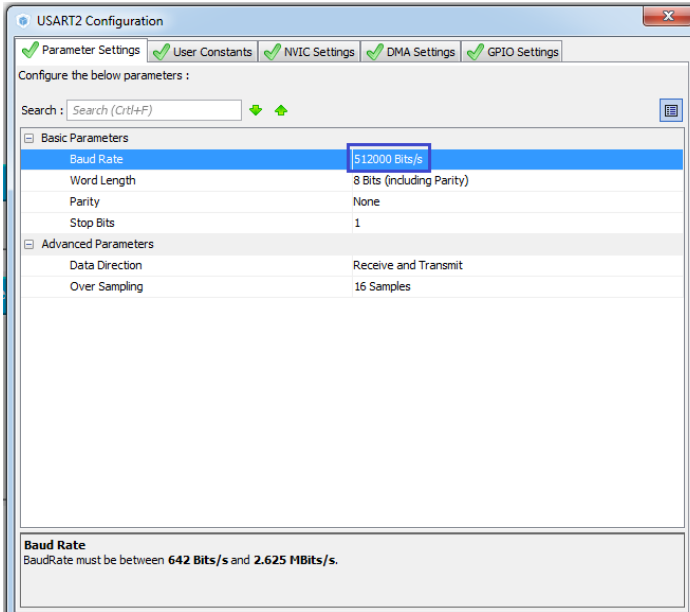 USART2 Configuration
Parameter Settings User Constants NVIC Settings DMA Settings GPIO Settings
Configure the below parameters :
Search : Search (Crtl+F)
Basic Parameters
Baud Rate 512000 Bits/s
Word Length 8 Bits (including Parity)
Parity None
Stop Bits 1
Advanced Parameters
Data Direction Receive and Transmit
Over Sampling 16 Samples
Baud Rate
BaudRate must be between 642 Bits/s and 2.625 MBits/s.